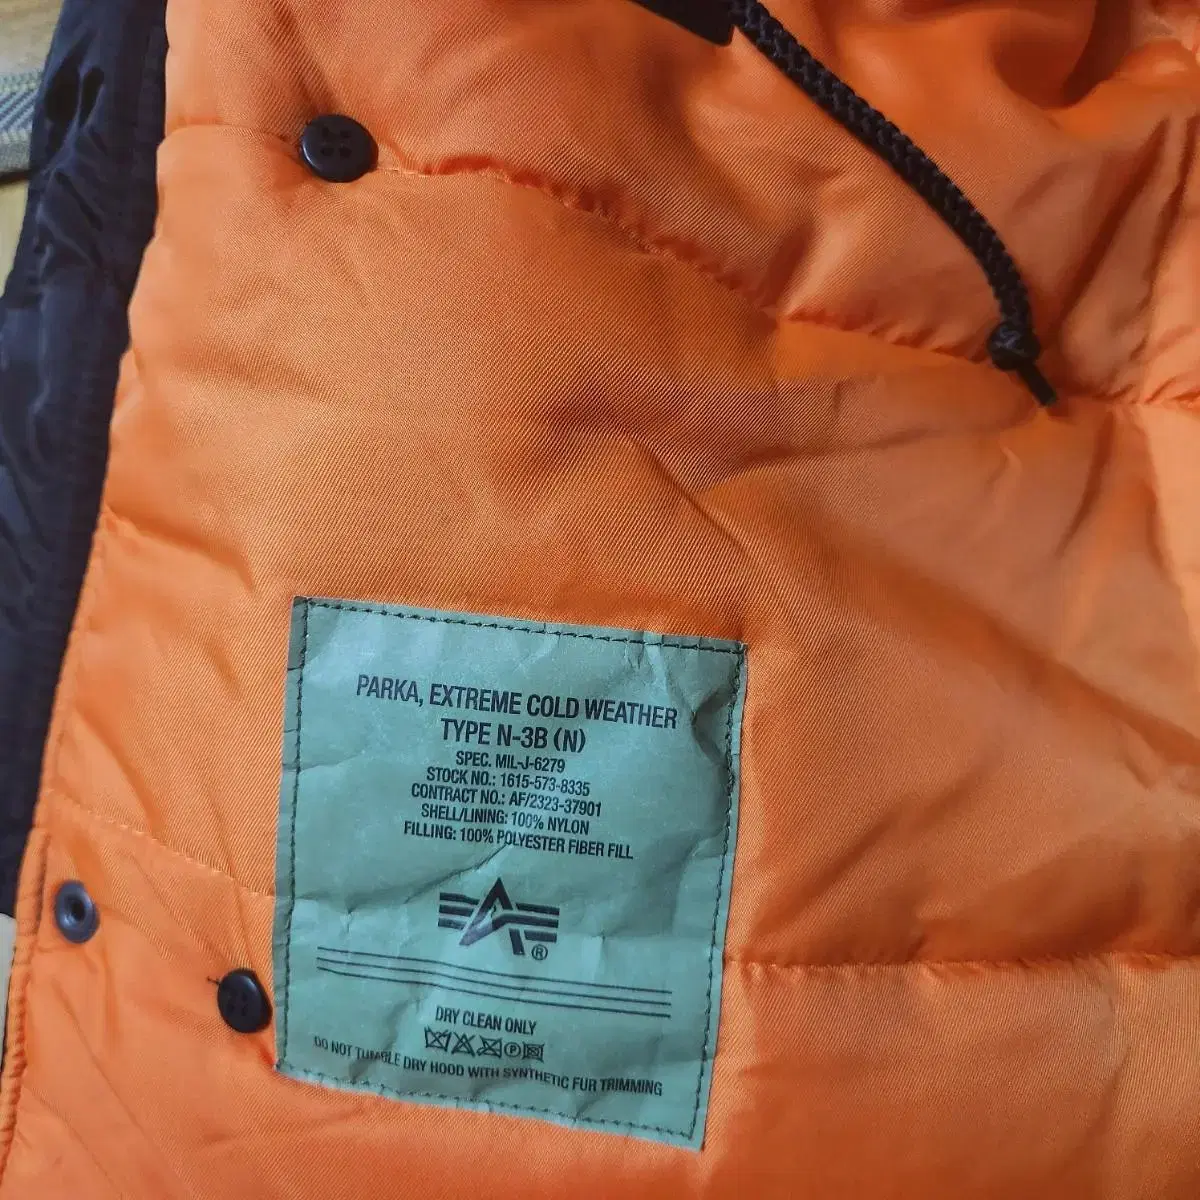 PARKA, EXTREME COLD WEATHER
TYPE N-3B (N)
SPEC. MIL-J-6279
STOCK NO.: 1615-573-8335
CONTRACT NO.: AF/2323-37901
SHELL/LINING: 100% NYLON
FILLING: 100% POLYESTER FIBER FILL
®
DRY CLEAN ONLY
P
DO NOT TUMBLE DRY HOOD WITH SYNTHETIC FUR TRIMMING